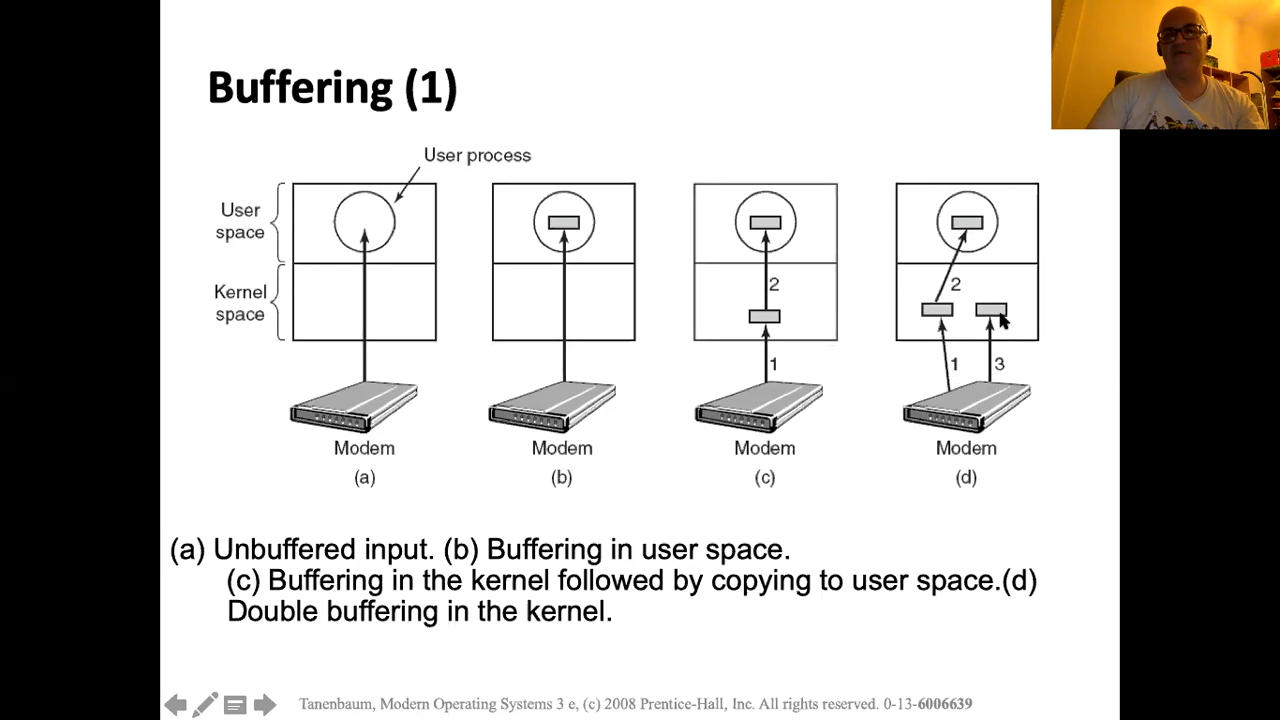 Buffering (1)
User process
User
space
Kernel
space
2
2
1
1
3
Modem
Modem
Modem
Modem
(a)
(b)
(c)
(d)
(a) Unbuffered input. (b) Buffering in user space.
(c) Buffering in the kernel followed by copying to user space.(d)
Double buffering in the kernel.
Tanenbaum, Modern Operating Systems 3 e, (c) 2008 Prentice-Hall, Inc. All rights reserved. 0-13-6006639